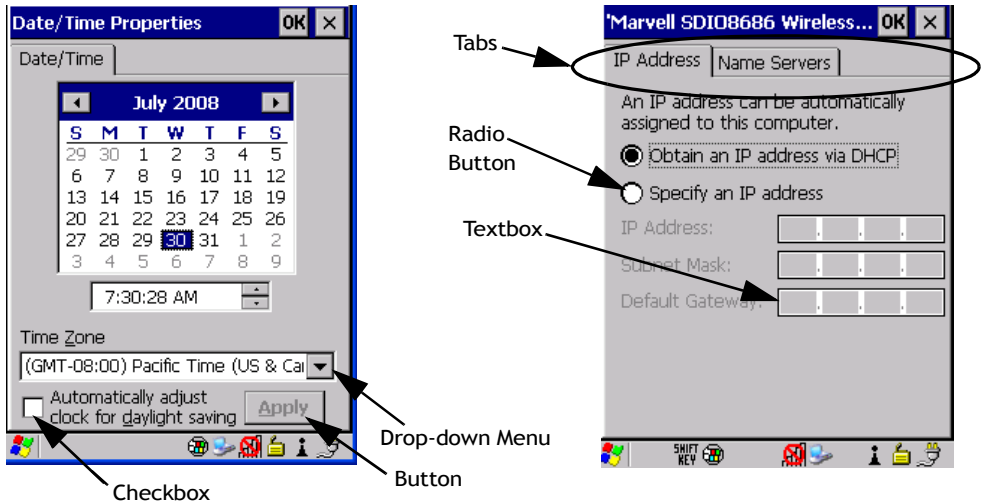 Date/Time Properties OK ×
Date/Time
July 2008
S M T W T F S
29 30 1 2 3 4 5
6 7 8 9 10 11 12
13 14 15 16 17 18 19
20 21 22 23 24 25 26
27 28 29 30 31 1 2
3 4 5 6 7 8 9
7:30:28 AM
Time Zone
(GMT-08:00) Pacific Time (US & Ca
Automatically adjust
clock for daylight saving
Apply
Checkbox
Button
Drop-down Menu
Tabs
Radio
Button
Textbox
'Marvell SDIO8686 Wireless... OK ×
IP Address Name Servers
An IP address can be automatically
assigned to this computer.
Obtain an IP address via DHCP
Specify an IP address
IP Address: . . .
Subnet Mask: . . .
Default Gateway: . . .
SHIFT
KEY